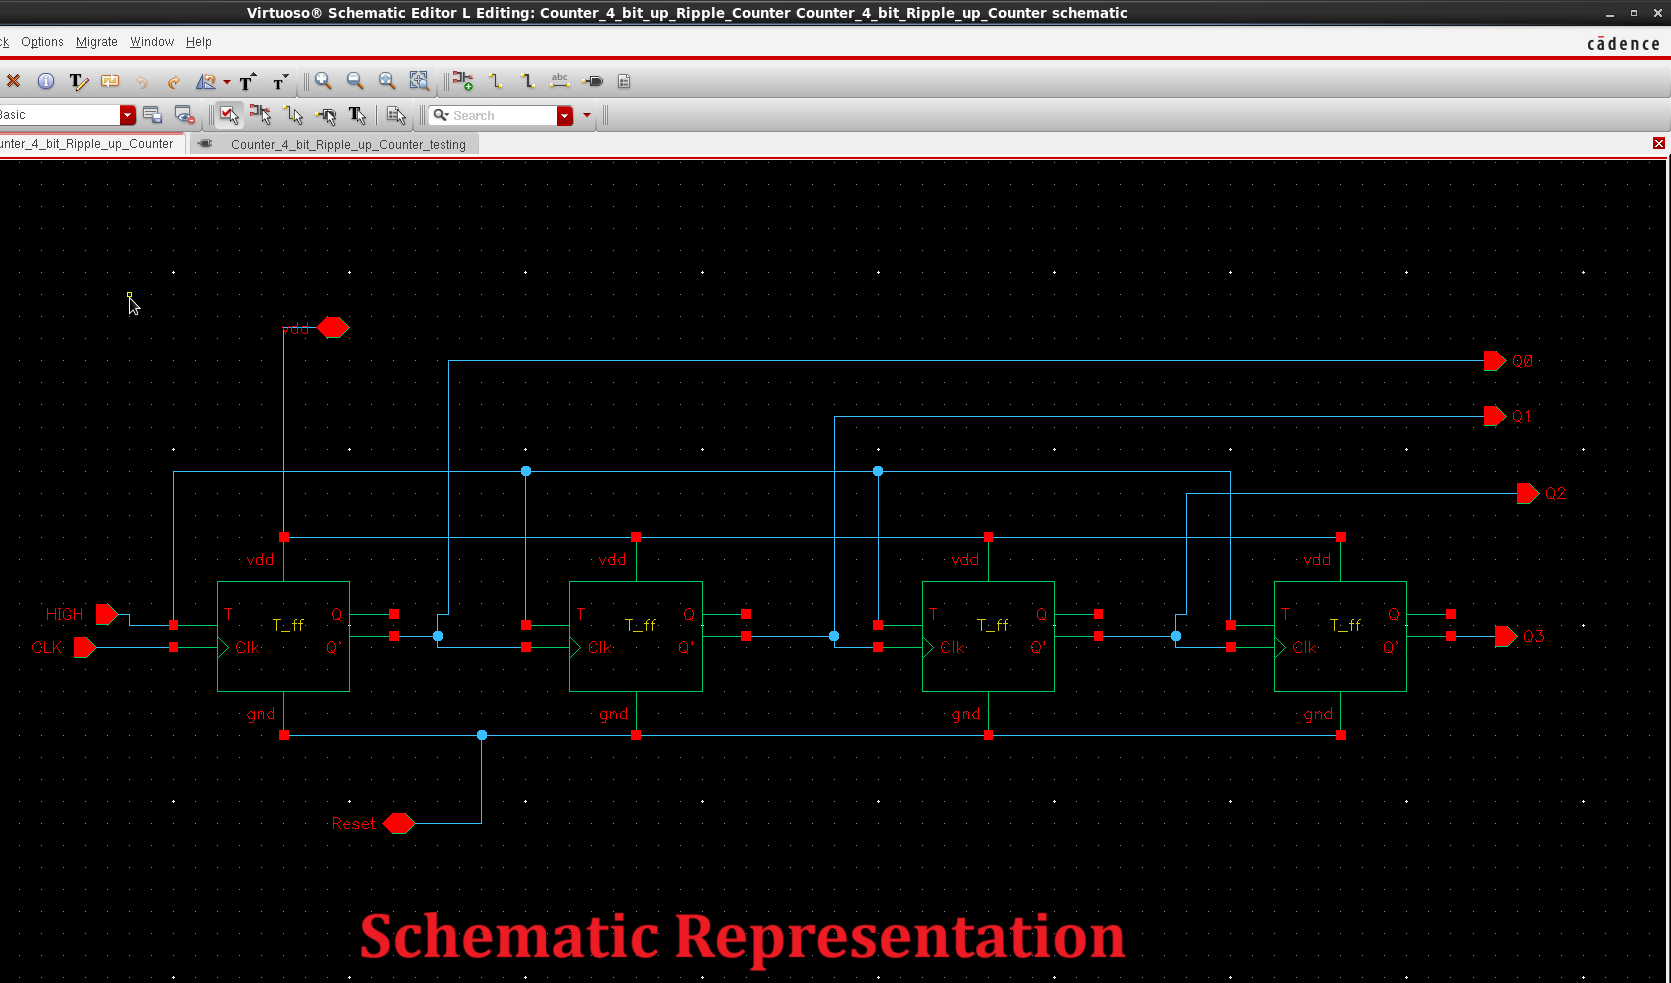 Virtuoso® Schematic Editor L Editing: Counter_4_bit_up_Ripple_Counter Counter_4_bit_Ripple_up_Counter schematic
Options Migrate Window Help
cādence
T T T
abc
T
Search
Counter_4_bit_Ripple_up_Counter_testing
vdd
Q0
Q1
Q2
vdd vdd vdd vdd
HIGH T T_ff Q T T_ff Q T T_ff Q T T_ff Q
CLK Clk Q' Clk Q' Clk Q' Clk Q' Q3
gnd gnd gnd gnd
Reset
Schematic Representation